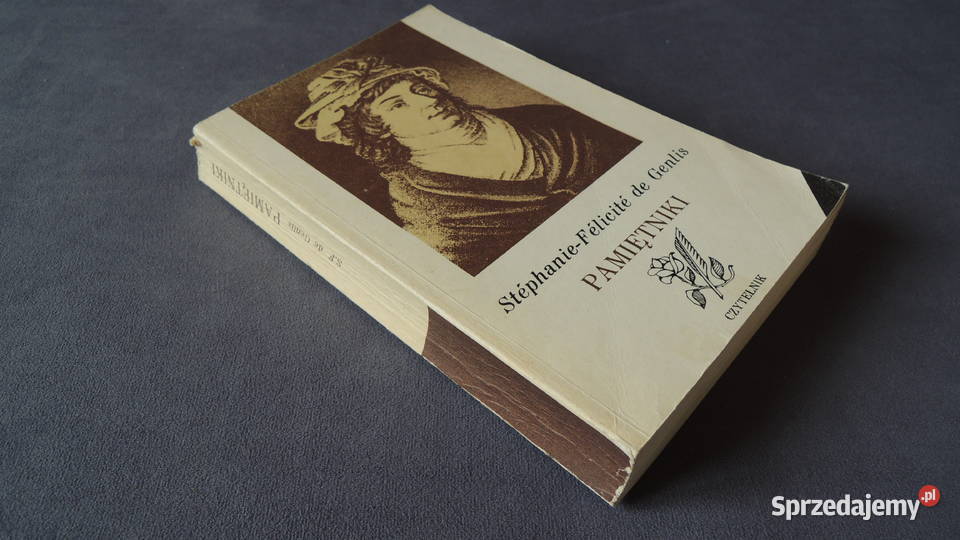 Stéphanie-Félicité de Genlis
PAMIĘTNIKI
CZYTELNIK
S.F. de Genlis PAMIĘTNIKI
Sprzedajemy.pl